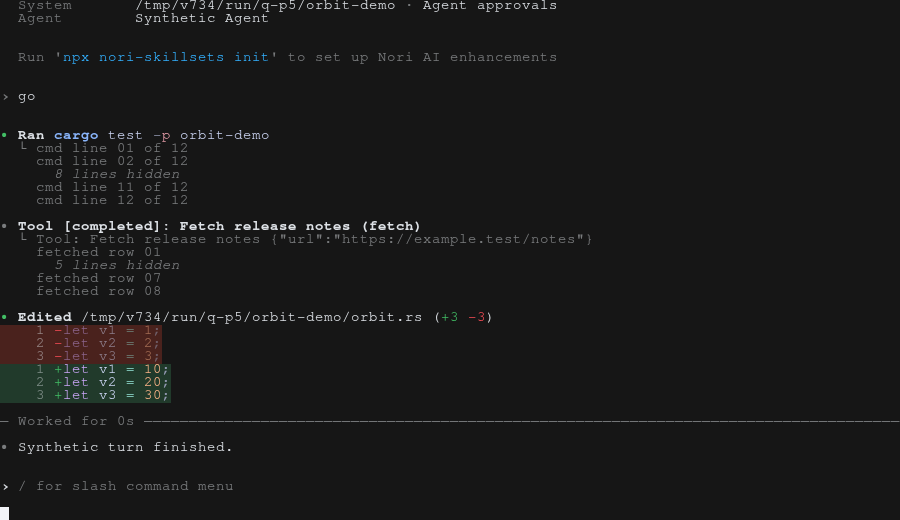 System /tmp/v734/run/q-p5/orbit-demo · Agent approvals
Agent Synthetic Agent
Run 'npx nori-skillsets init' to set up Nori AI enhancements
› go
• Ran cargo test -p orbit-demo
└ cmd line 01 of 12
cmd line 02 of 12
8 lines hidden
cmd line 11 of 12
cmd line 12 of 12
• Tool [completed]: Fetch release notes (fetch)
└ Tool: Fetch release notes {"url":"https://example.test/notes"}
fetched row 01
5 lines hidden
fetched row 07
fetched row 08
• Edited /tmp/v734/run/q-p5/orbit-demo/orbit.rs (+3 -3)
1 -let v1 = 1;
2 -let v2 = 2;
3 -let v3 = 3;
1 +let v1 = 10;
2 +let v2 = 20;
3 +let v3 = 30;
─ Worked for 0s ─
• Synthetic turn finished.
› / for slash command menu